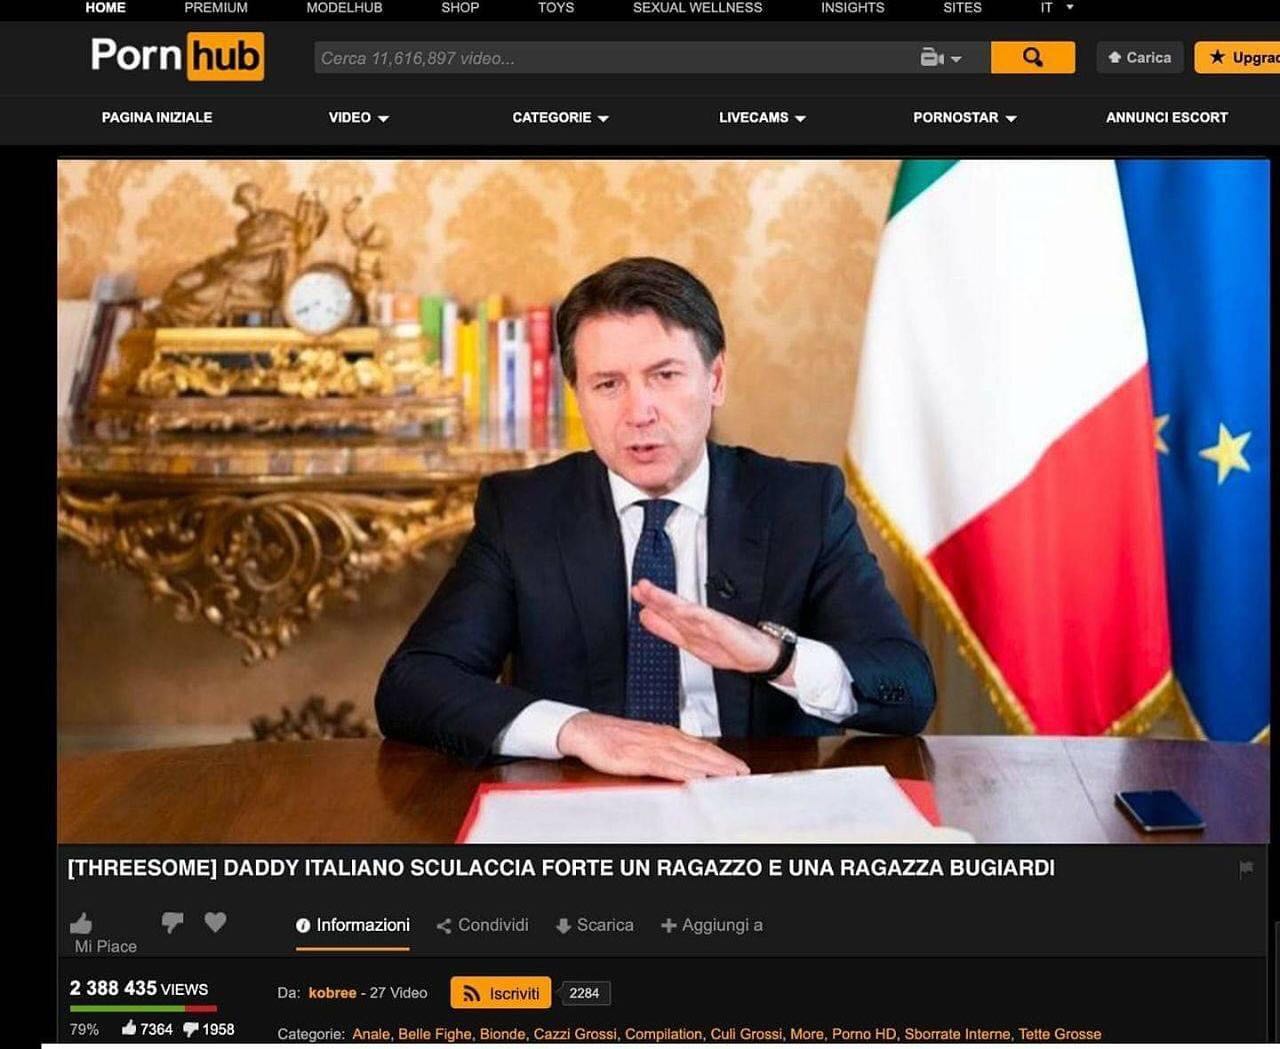 HOME PREMIUM MODELHUB SHOP TOYS SEXUAL WELLNESS INSIGHTS SITES IT
Porn hub
Cerca 11,616,897 video...
Carica
Upgrad
PAGINA INIZIALE VIDEO CATEGORIE LIVECAMS PORNOSTAR ANNUNCI ESCORT
[THREESOME] DADDY ITALIANO SCULACCIA FORTE UN RAGAZZO E UNA RAGAZZA BUGIARDI
Mi Piace
Informazioni Condividi Scarica Aggiungi a
2 388 435 VIEWS
79% 7364 1958
Da: kobree - 27 Video Iscriviti 2284
Categorie: Anale, Belle Fighe, Bionde, Cazzi Grossi, Compilation, Culi Grossi, More, Porno HD, Sborrate Interne, Tette Grosse